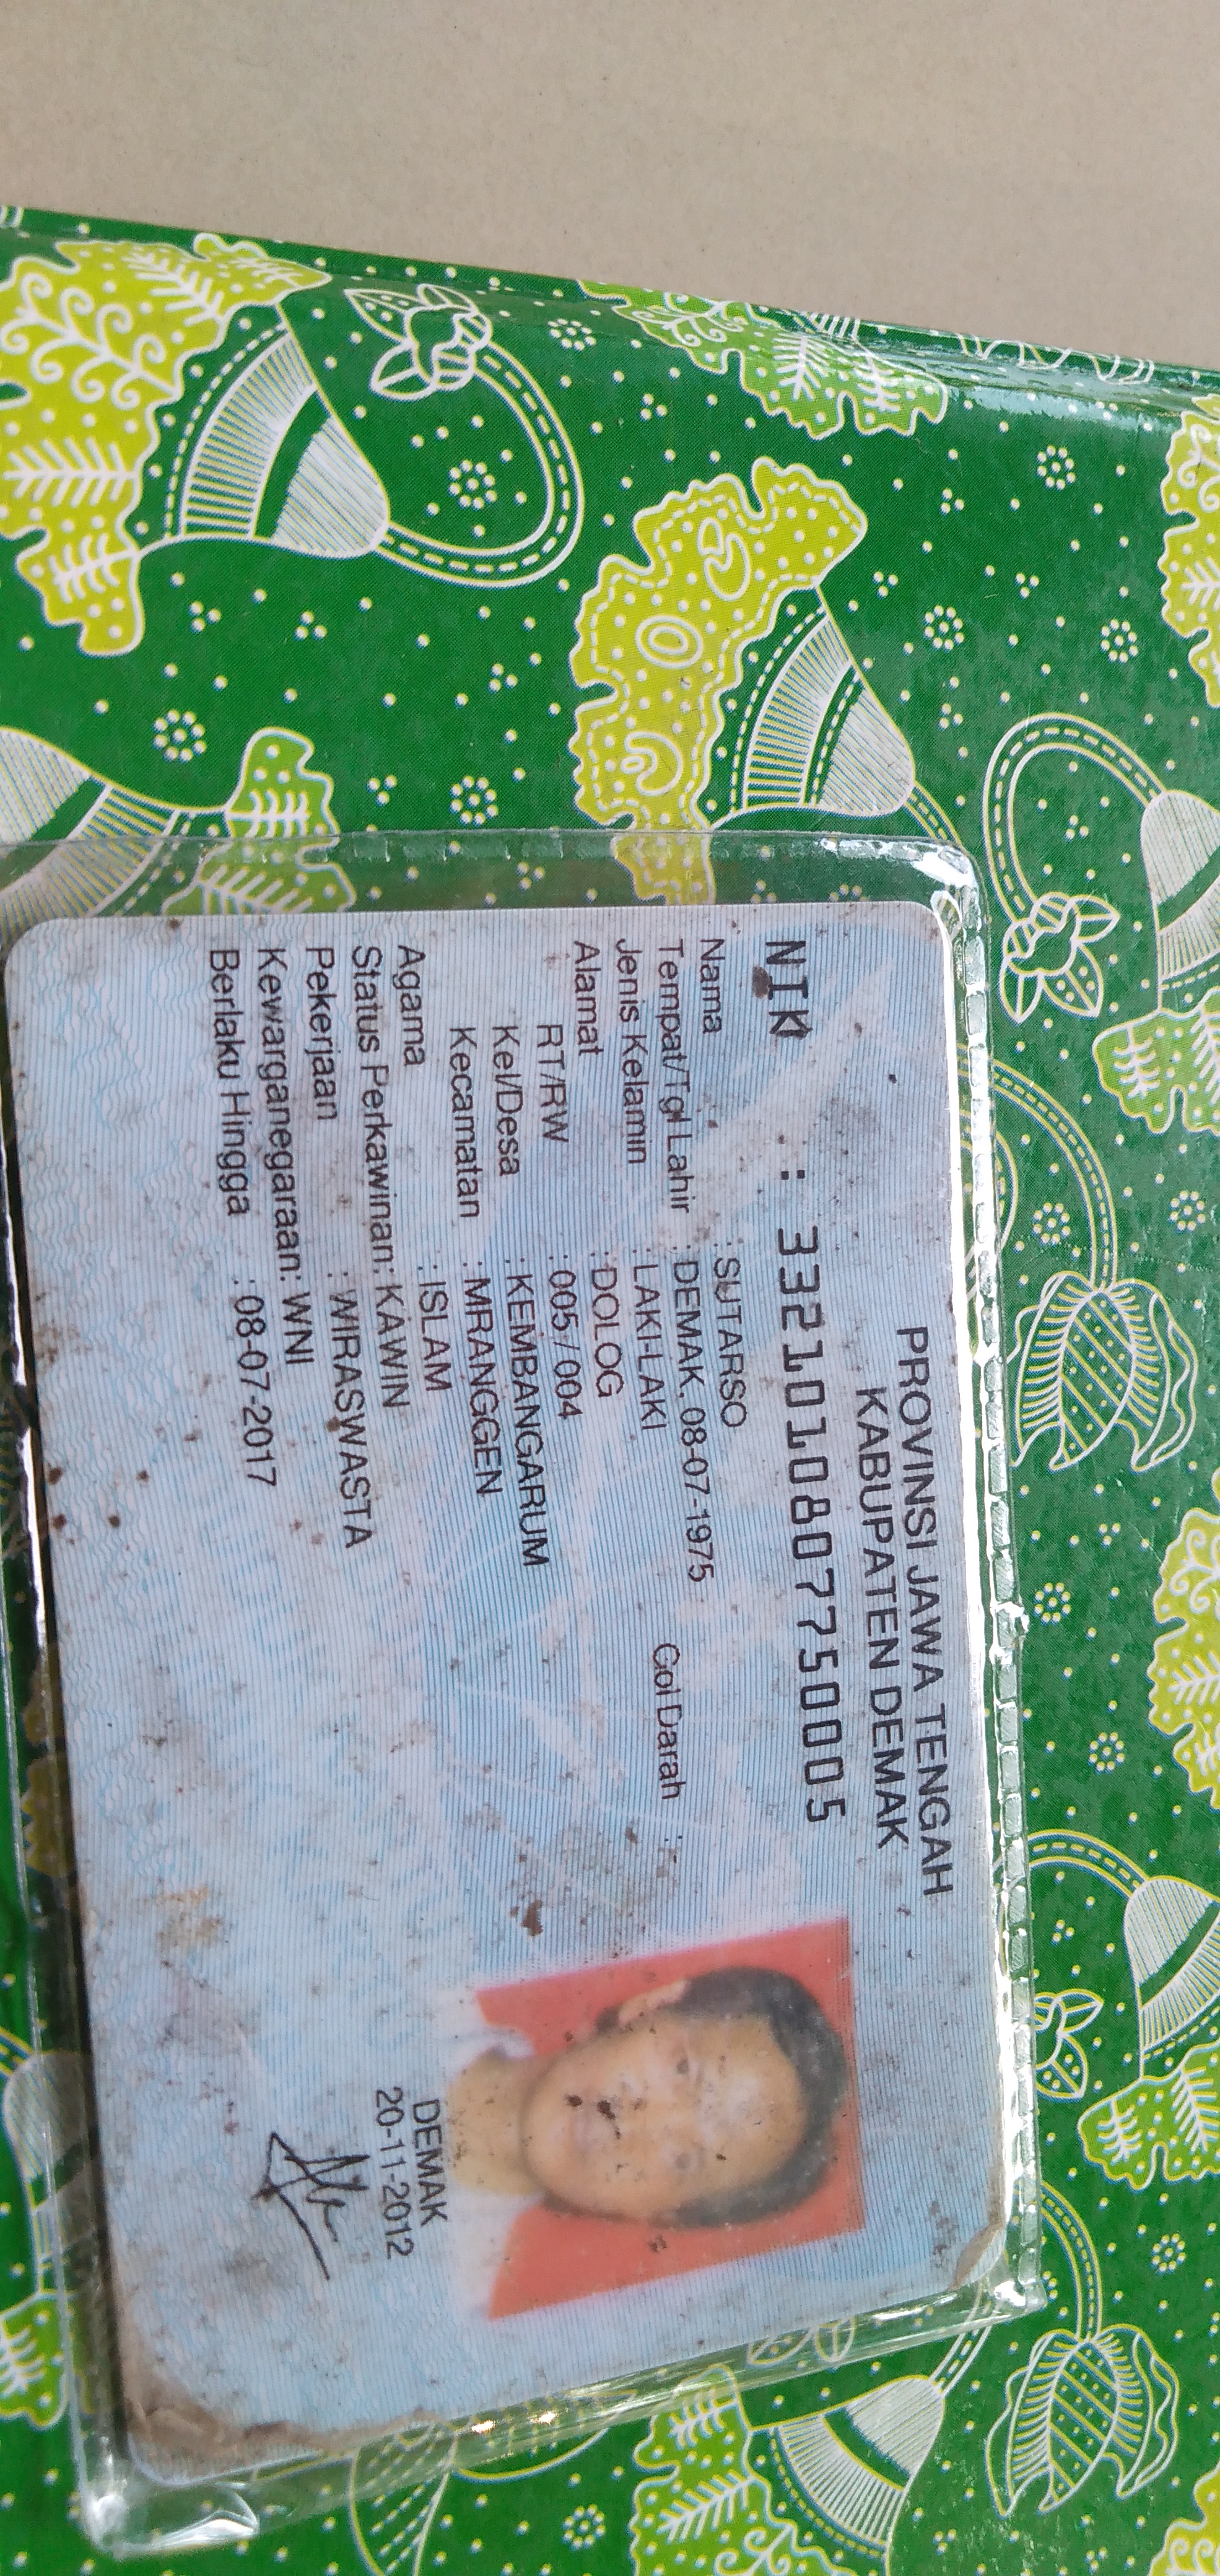 PROVINSI JAWA TENGAH
KABUPATEN DEMAK
NIK : 3321010807750005
Nama : SUTARSO
Tempat/Tgl Lahir : DEMAK, 08-07-1975
Jenis Kelamin : LAKI-LAKI Gol Darah : -
Alamat : DOLOG
RT/RW : 005 / 004
Kel/Desa : KEMBANGARUM
Kecamatan : MRANGGEN
Agama : ISLAM
Status Perkawinan: KAWIN
Pekerjaan : WIRASWASTA
Kewarganegaraan: WNI
Berlaku Hingga : 08-07-2017
DEMAK
20-11-2012